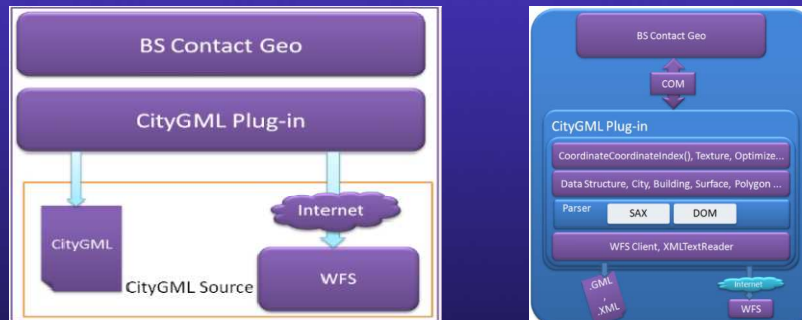 BS Contact Geo
CityGML Plug-in
Internet
CityGML
WFS
CityGML Source
BS Contact Geo
COM
CityGML Plug-in
CoordinateCoordinateIndex(), Texture, Optimize...
Data Structure, City, Building, Surface, Polygon ...
Parser
SAX
DOM
WFS Client, XMLTextReader
.GML
,
.XML
Internet
WFS